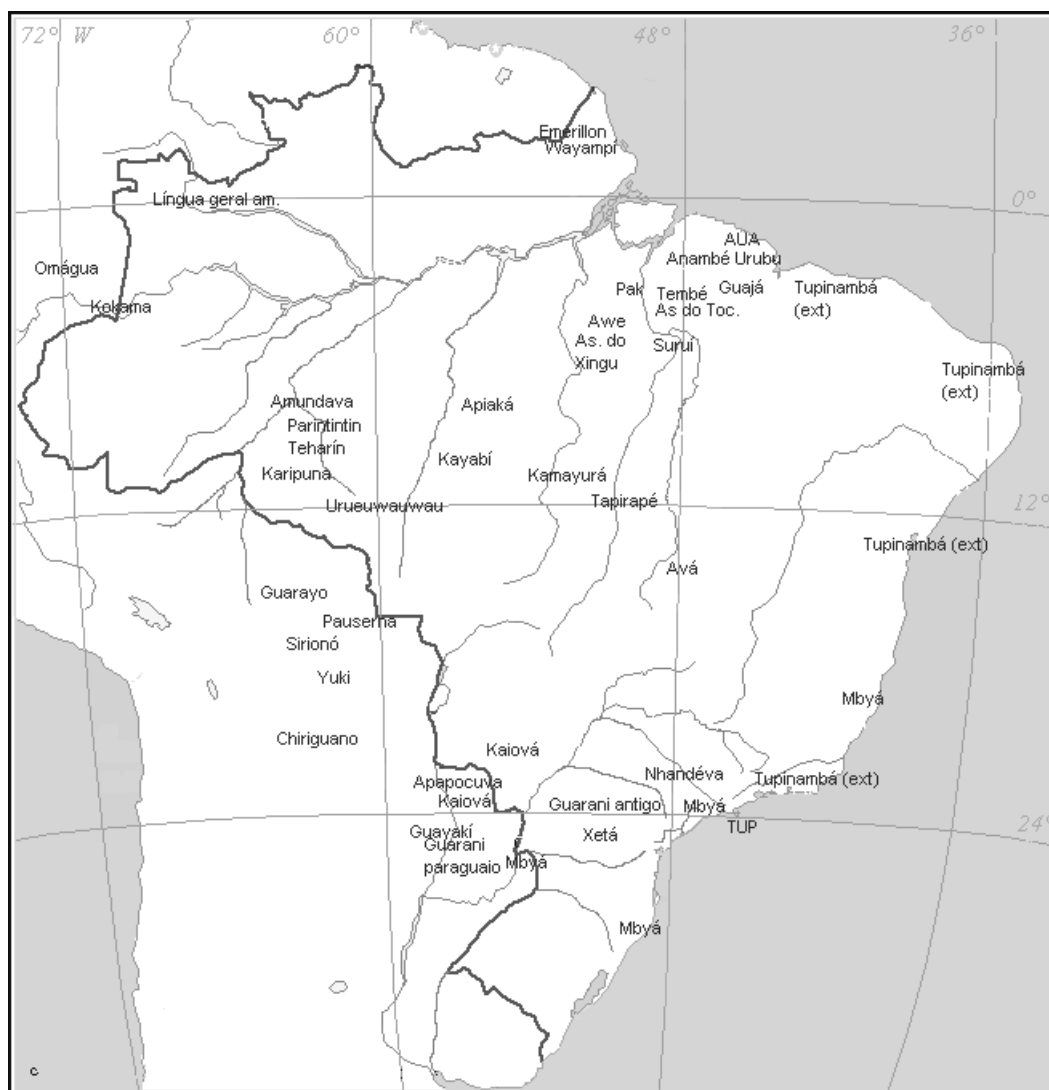 72° W
60°
48°
36°
Emerillon
Wayampi
Língua geral am.
0°
AUA
Omágua
Anambé Urubu
Kokama
Pak
Tembé
Guajá
Tupinambá
(ext)
As do Toc.
Awe
As. do
Xingu
Surui
Tupinambá
(ext)
Amundava
Apiaká
Parintintin
Teharín
Kayabí
Karipuna
Kamayurá
Tapirapé
Urueuwauwau
12°
Tupinambá (ext)
Avá
Guarayo
Pauserna
Sirionó
Yuki
Mbyá
Chiriguano
Kaiová
Nhandéva
Tupinambá (ext)
Apapocuva
Kaiová
Guarani antigo
Mbyá
TUP
24°
Guayakí
Xetá
Guarani
paraguaio
Mbyá
Mbyá
c